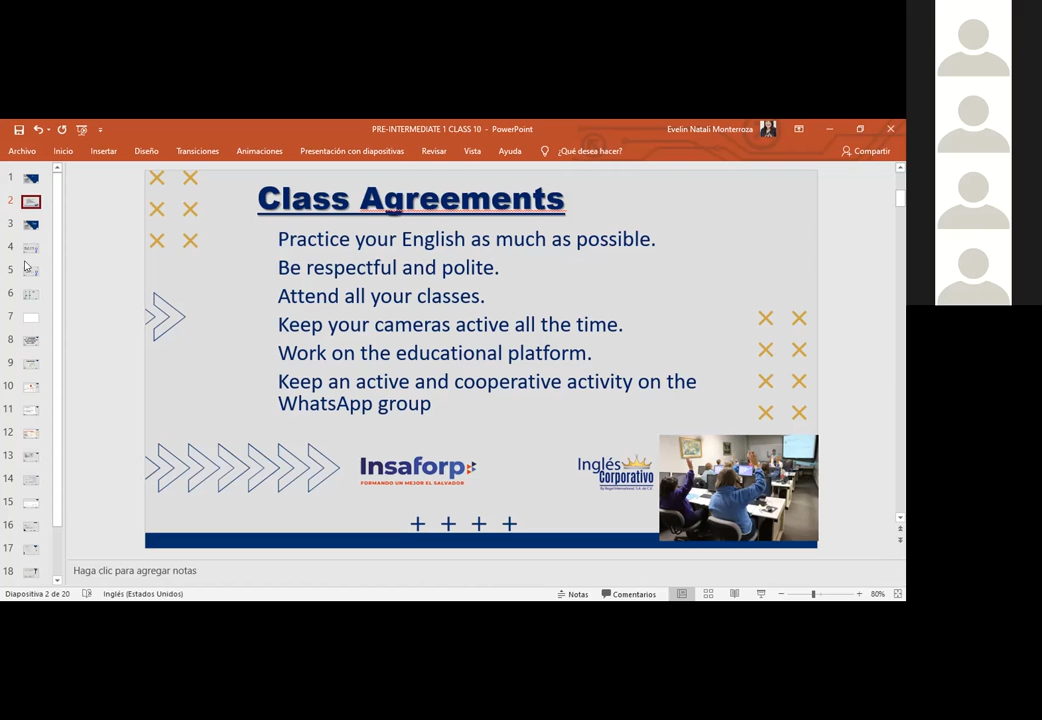 PRE-INTERMEDIATE 1 CLASS 10 - PowerPoint
Evelin Natali Monterroza
Archivo Inicio Insertar Diseño Transiciones Animaciones Presentación con diapositivas Revisar Vista Ayuda ¿Qué desea hacer? Compartir
1
2
3
4
5
6
7
8
9
10
11
12
13
14
15
16
17
18
Class Agreements
Practice your English as much as possible.
Be respectful and polite.
Attend all your classes.
Keep your cameras active all the time.
Work on the educational platform.
Keep an active and cooperative activity on the
WhatsApp group
Insaforp
FORMANDO UN MEJOR EL SALVADOR
Inglés
Corporativo
Haga clic para agregar notas
Diapositiva 2 de 20 Inglés (Estados Unidos) Notas Comentarios 80%